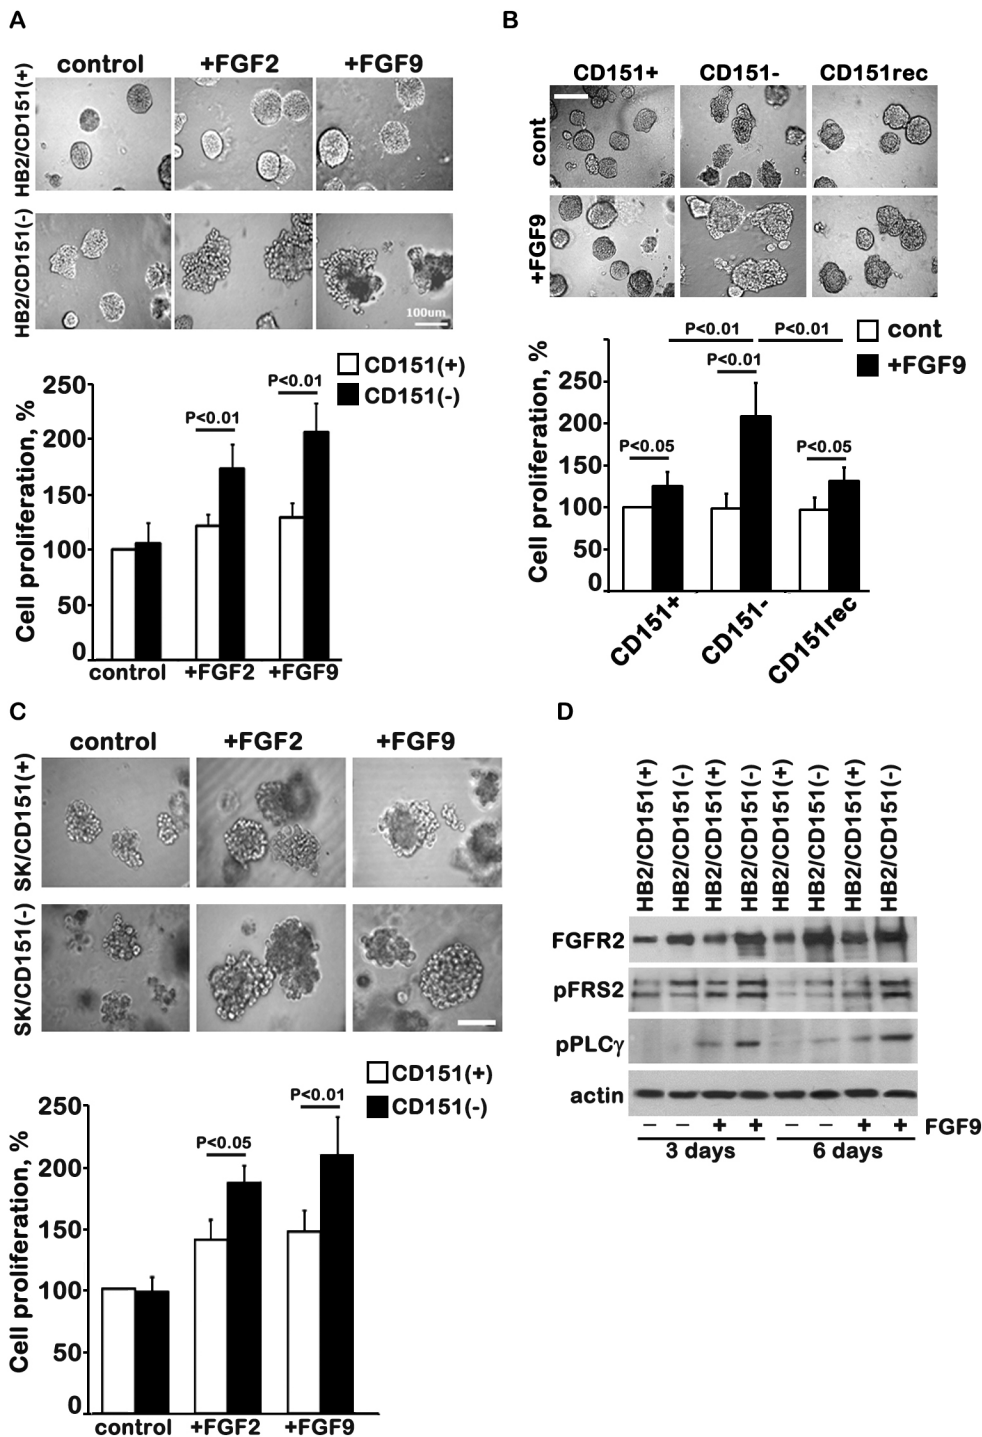 A
control +FGF2 +FGF9
HB2/CD151(+)
HB2/CD151(-)
100um
CD151(+)
CD151(-)
Cell proliferation, %
250
200
150
100
50
0
P<0.01
P<0.01
control +FGF2 +FGF9
B
CD151+ CD151- CD151rec
cont
+FGF9
cont
+FGF9
P<0.01 P<0.01
P<0.01
P<0.05 P<0.05
Cell proliferation, %
250
200
150
100
50
0
CD151+ CD151- CD151rec
C
control +FGF2 +FGF9
SK/CD151(+)
SK/CD151(-)
CD151(+)
CD151(-)
Cell proliferation, %
250
200
150
100
50
0
P<0.05
P<0.01
control +FGF2 +FGF9
D
HB2/CD151(+) HB2/CD151(-) HB2/CD151(+) HB2/CD151(-) HB2/CD151(+) HB2/CD151(-) HB2/CD151(+) HB2/CD151(-)
FGFR2
pFRS2
pPLCγ
actin
– – + + – – + + FGF9
3 days 6 days